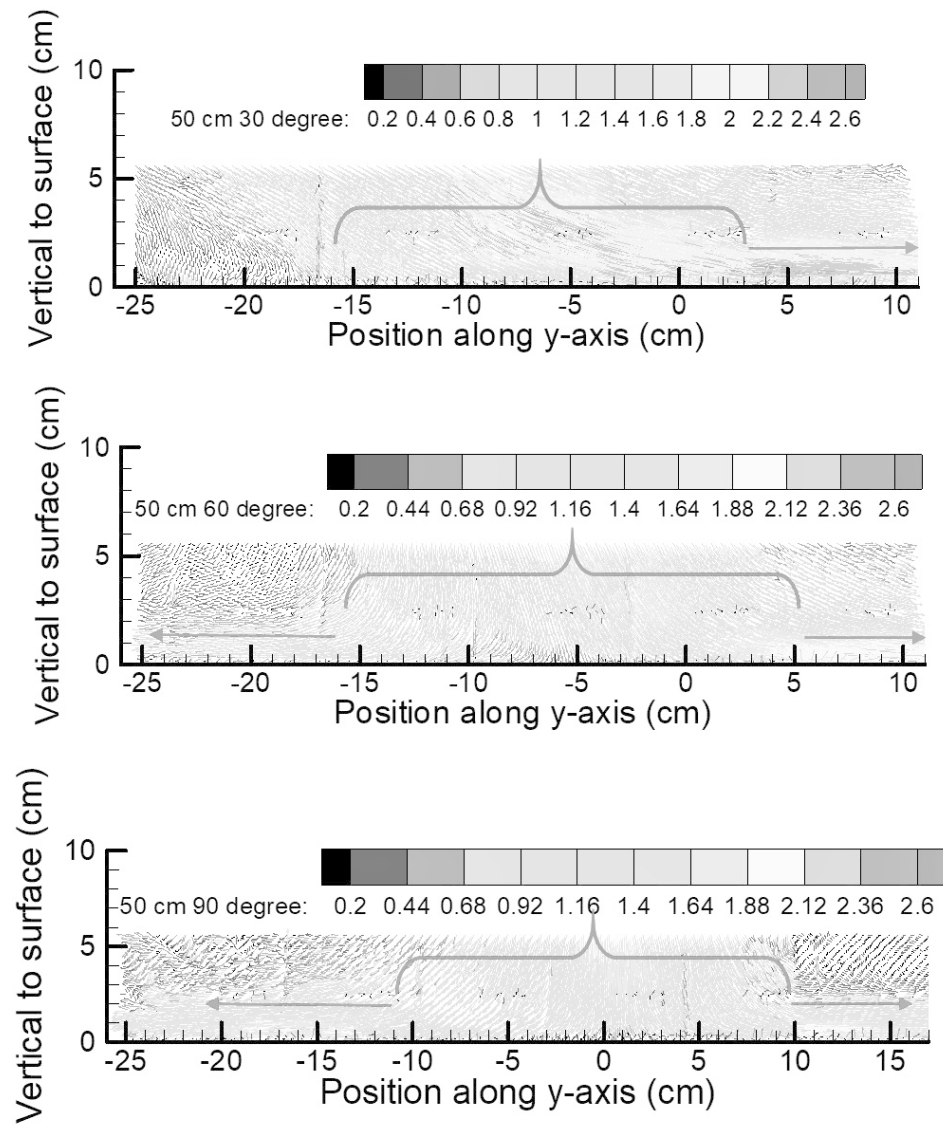 Vertical to surface (cm)
10
5
0
50 cm 30 degree: 0.2 0.4 0.6 0.8 1 1.2 1.4 1.6 1.8 2 2.2 2.4 2.6
-25 -20 -15 -10 -5 0 5 10
Position along y-axis (cm)
Vertical to surface (cm)
10
5
0
50 cm 60 degree: 0.2 0.44 0.68 0.92 1.16 1.4 1.64 1.88 2.12 2.36 2.6
-25 -20 -15 -10 -5 0 5 10
Position along y-axis (cm)
Vertical to surface (cm)
10
5
0
50 cm 90 degree: 0.2 0.44 0.68 0.92 1.16 1.4 1.64 1.88 2.12 2.36 2.6
-25 -20 -15 -10 -5 0 5 10 15
Position along y-axis (cm)